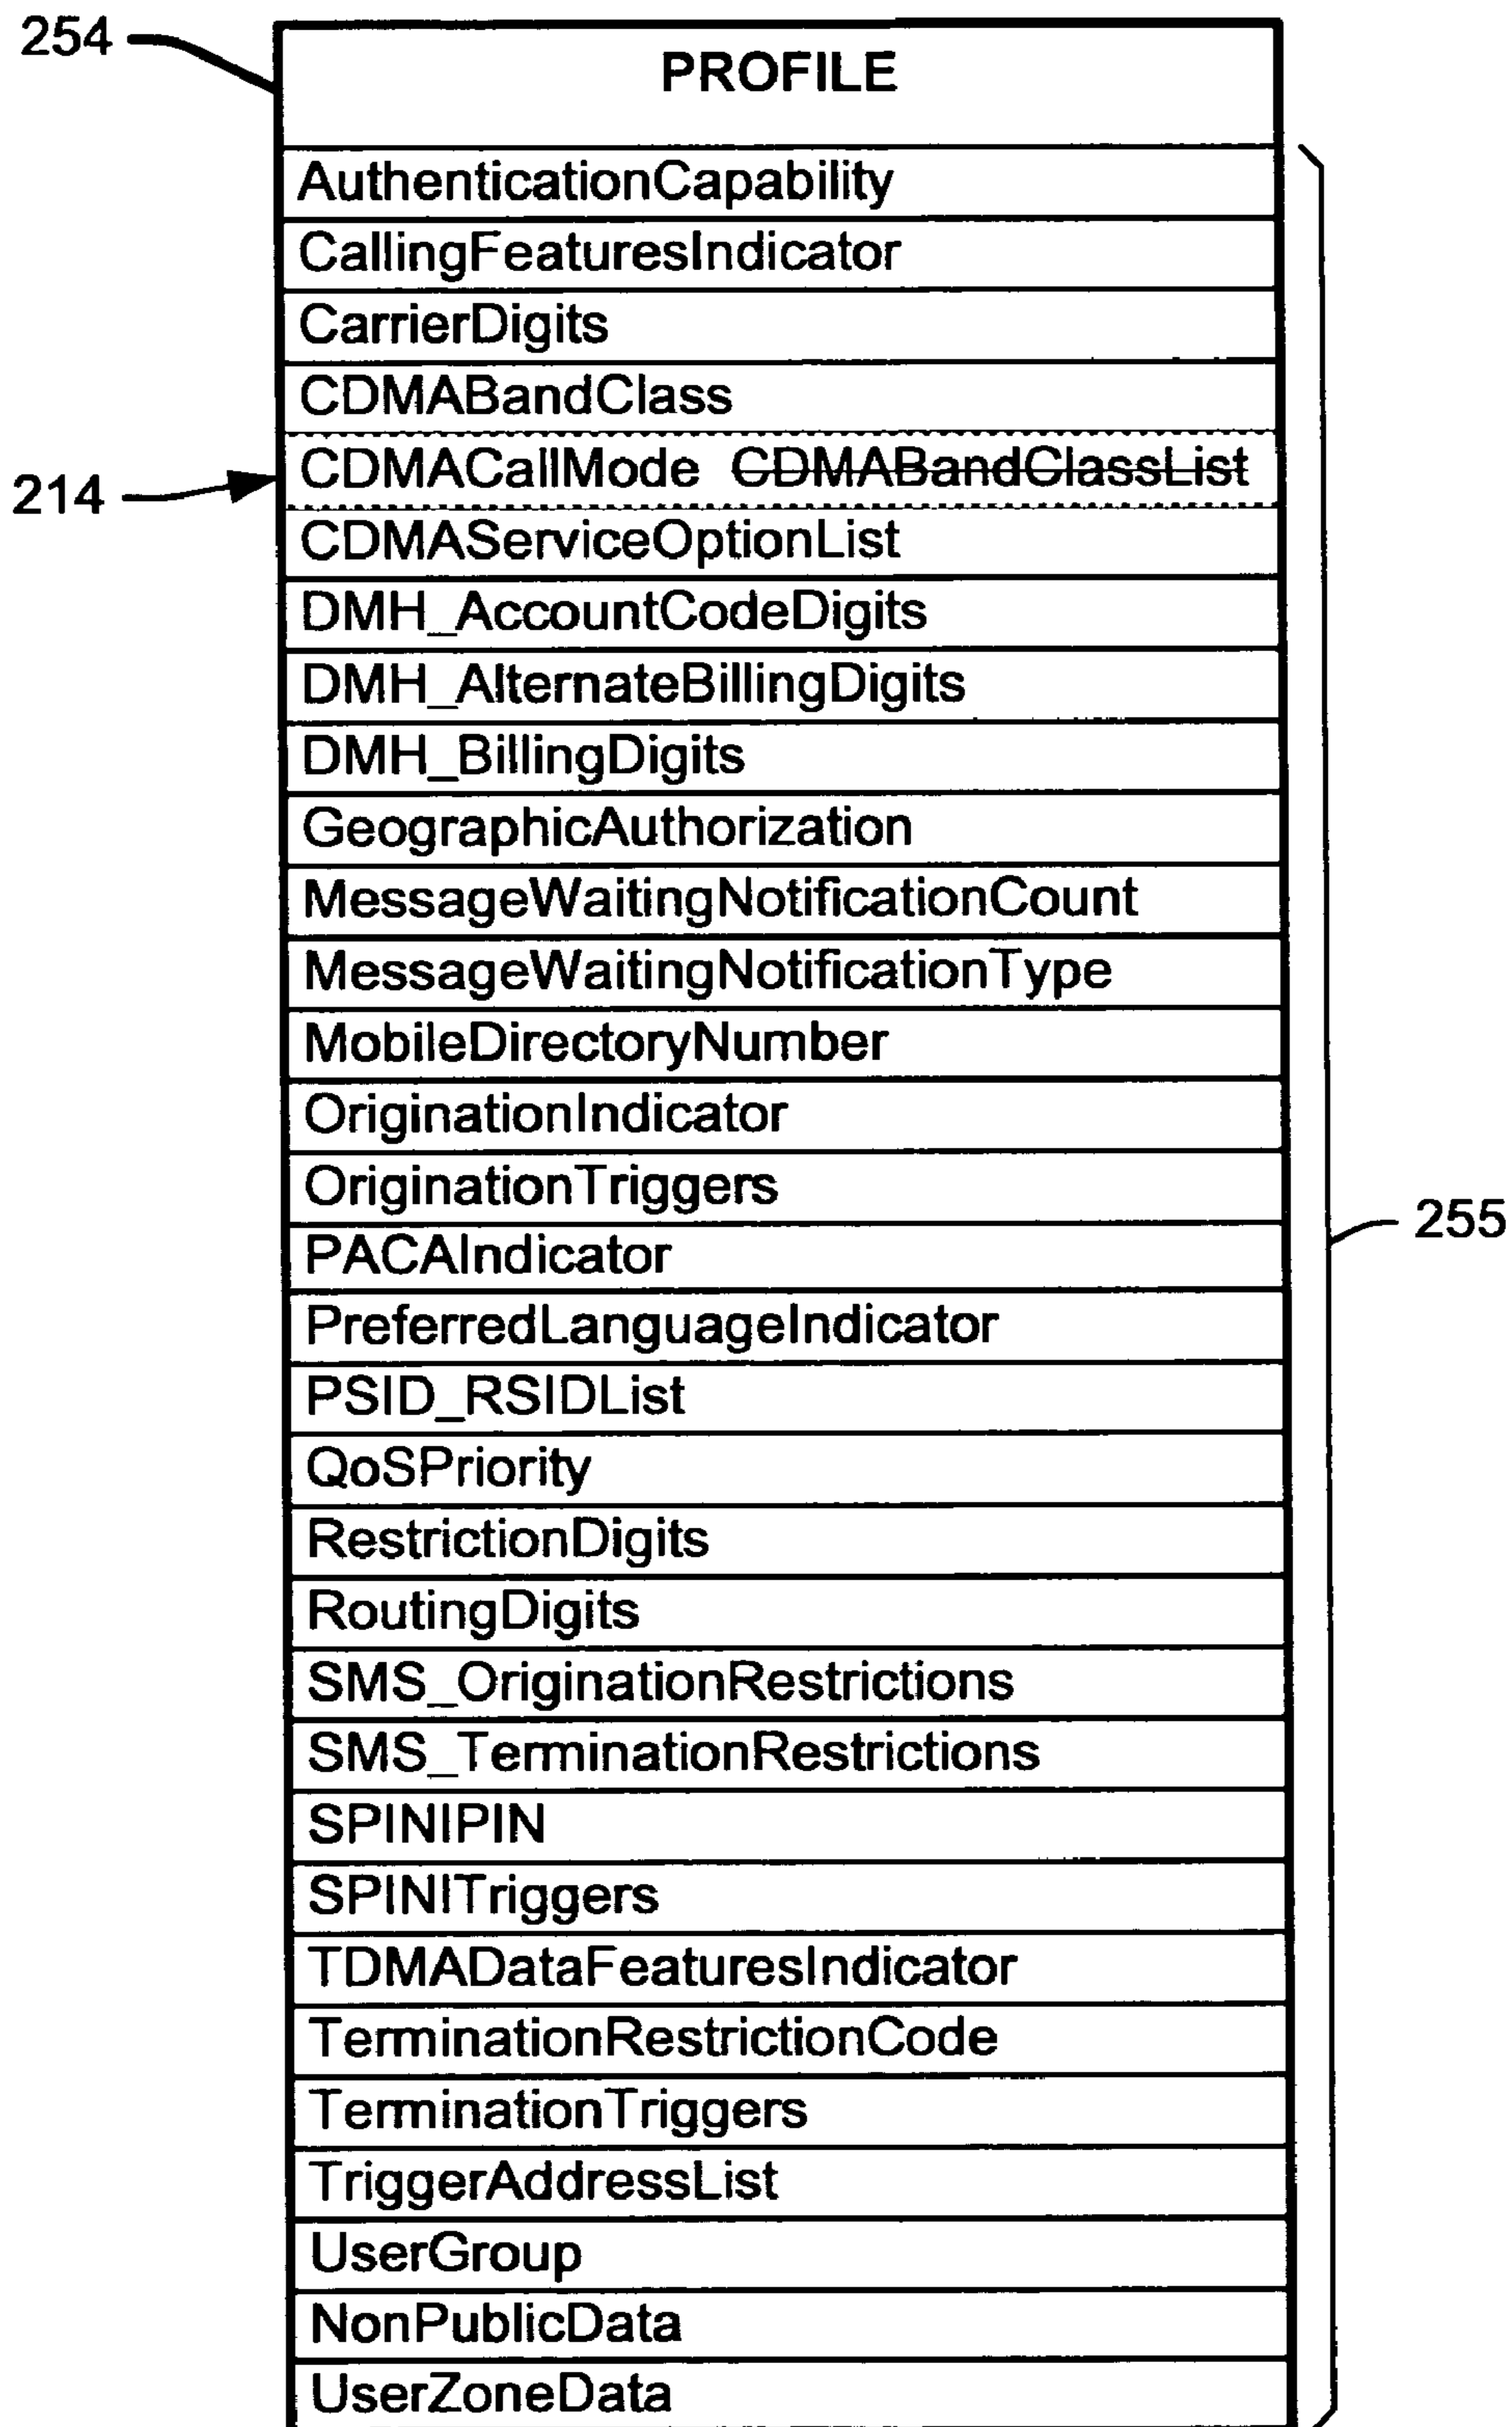 254
PROFILE
AuthenticationCapability
CallingFeaturesIndicator
CarrierDigits
CDMABandClass
214
CDMACallMode CDMABandClassList
CDMAServiceOptionList
DMH_AccountCodeDigits
DMH_AlternateBillingDigits
DMH_BillingDigits
GeographicAuthorization
MessageWaitingNotificationCount
MessageWaitingNotificationType
MobileDirectoryNumber
OriginationIndicator
OriginationTriggers
255
PACAIndicator
PreferredLanguageIndicator
PSID_RSIDList
QoSPriority
RestrictionDigits
RoutingDigits
SMS_OriginationRestrictions
SMS_TerminationRestrictions
SPINIPIN
SPINITriggers
TDMADataFeaturesIndicator
TerminationRestrictionCode
TerminationTriggers
TriggerAddressList
UserGroup
NonPublicData
UserZoneData